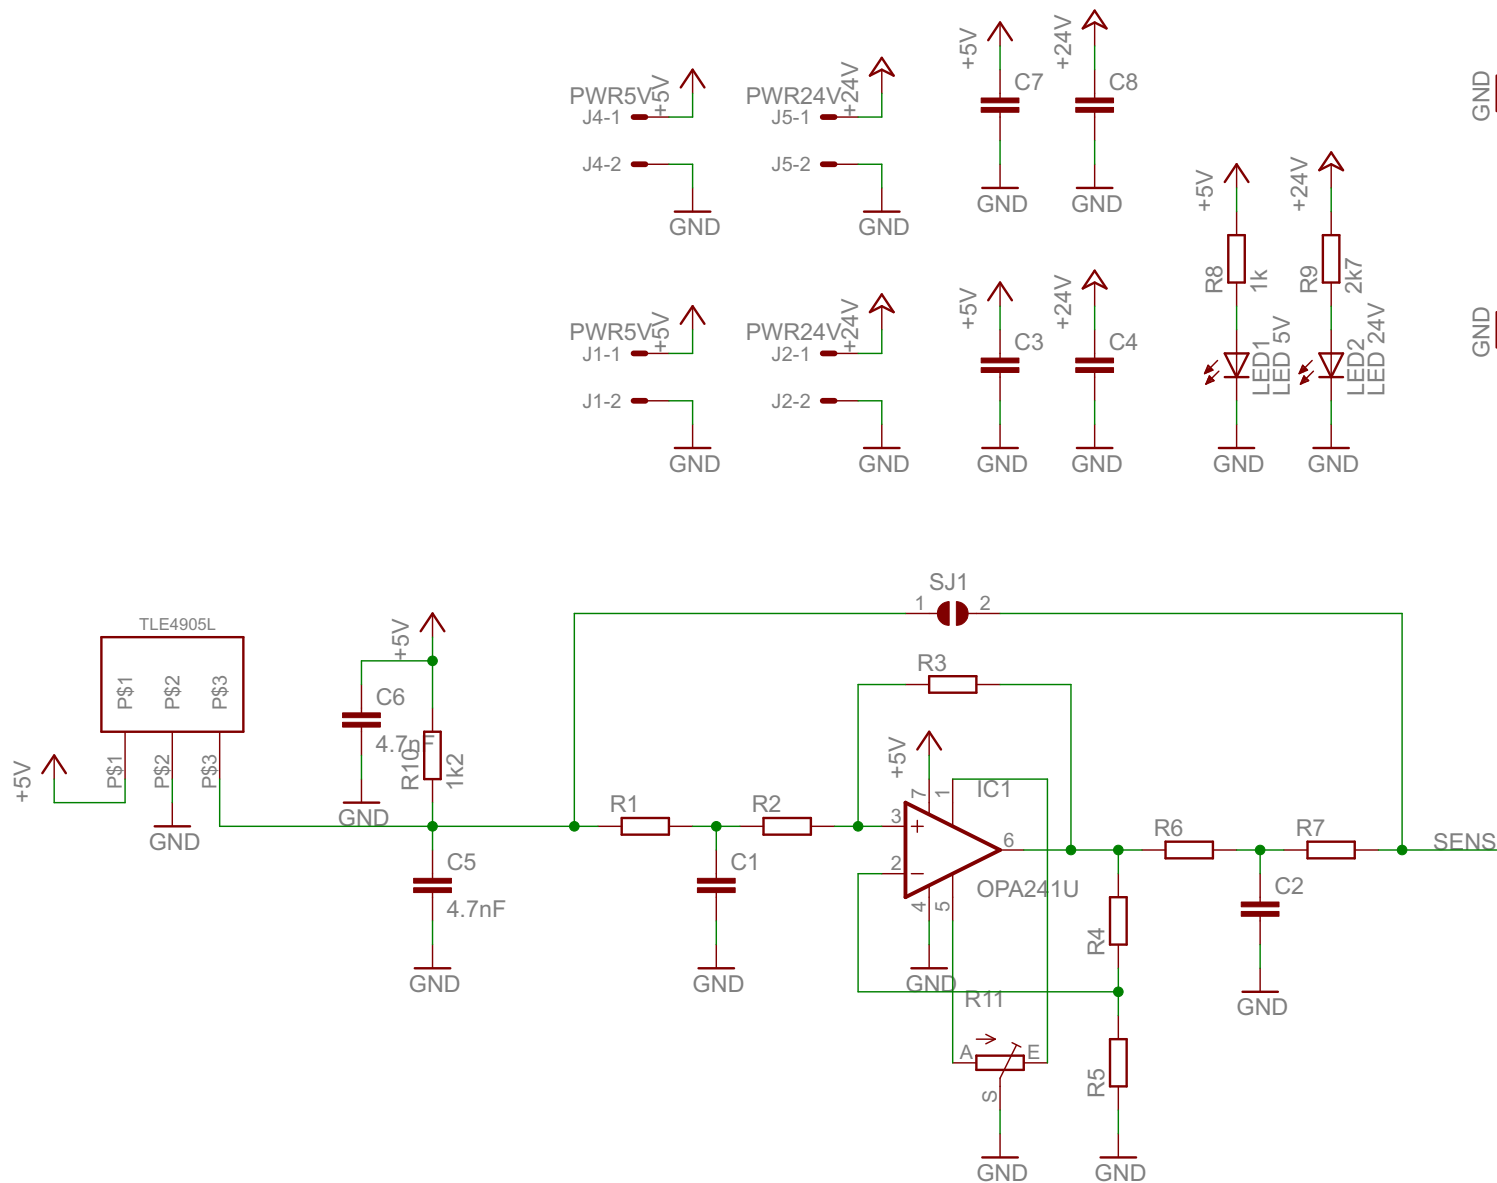 +5V
+24V
C7
C8
GND
GND
PWR5V
+5V
J4-1
J4-2
GND
PWR24V
+24V
J5-1
J5-2
GND
GND
+5V
R8
1k
LED1
LED 5V
GND
+24V
R9
2k7
LED2
LED 24V
GND
PWR5V
+5V
J1-1
J1-2
GND
PWR24V
+24V
J2-1
J2-2
GND
+5V
C3
GND
+24V
C4
GND
GND
TLE4905L
P$1
P$2
P$3
P$1
P$2
P$3
+5V
GND
+5V
C6
4.7nF
GND
R10
1k2
C5
4.7nF
GND
SJ1
1
2
R3
R1
R2
C1
GND
+5V
IC1
7
1
3
2
6
4
5
OPA241U
GND
R11
A
E
S
GND
R4
R5
GND
R6
R7
C2
GND
SENS